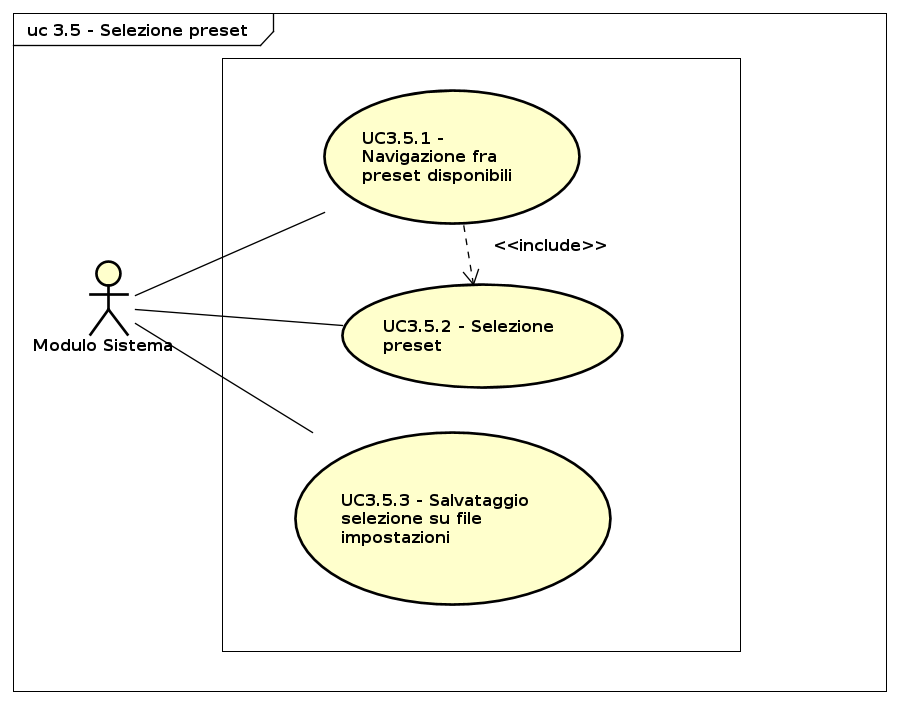 uc 3.5 - Selezione preset
UC3.5.1 -
Navigazione fra
preset disponibili
<<include>>
UC3.5.2 - Selezione
preset
Modulo Sistema
UC3.5.3 - Salvataggio
selezione su file
impostazioni